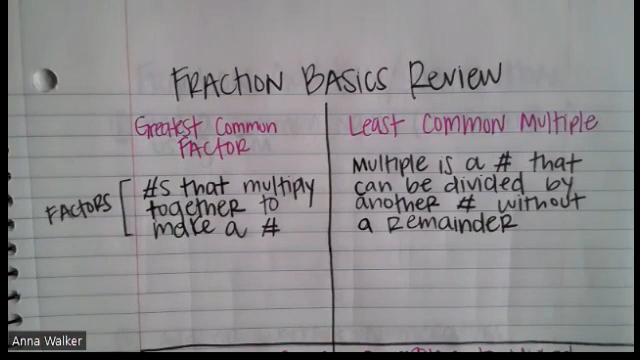 FRACTION BASICS Review
Greatest Common
FACTOR
Least Common Multiple
FACTORS
#s that multiply
together to
make a #
Multiple is a # that
can be divided by
another # without
a remainder
Anna Walker